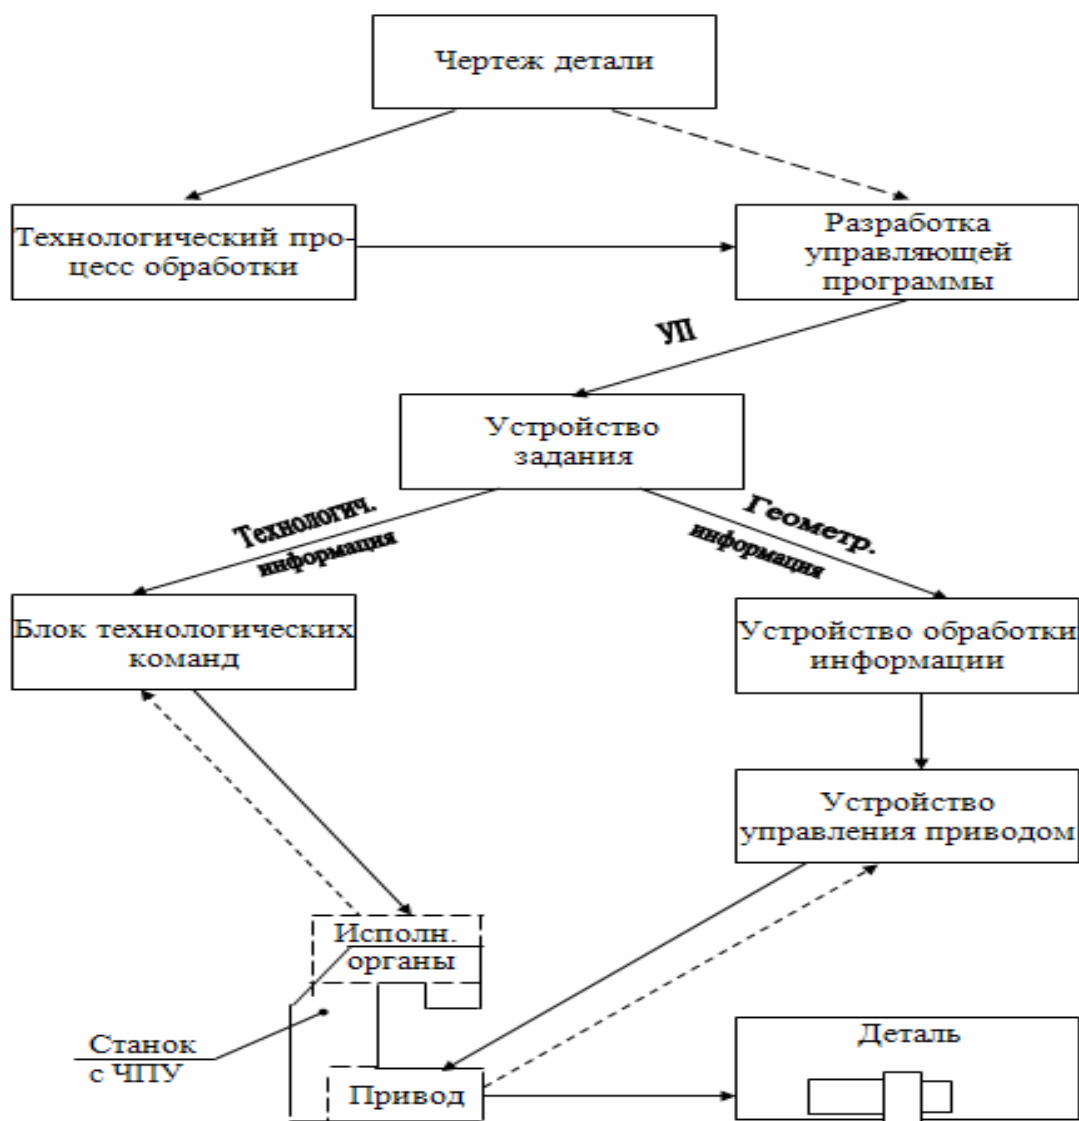 Чертеж детали
Технологический про-
цесс обработки
Разработка
управляющей
программы
УП
Устройство
задания
Технологич.
информация
Геометр.
информация
Блок технологических
команд
Устройство обработки
информации
Устройство
управления приводом
Исполн.
органы
Станок
с ЧПУ
Привод
Деталь